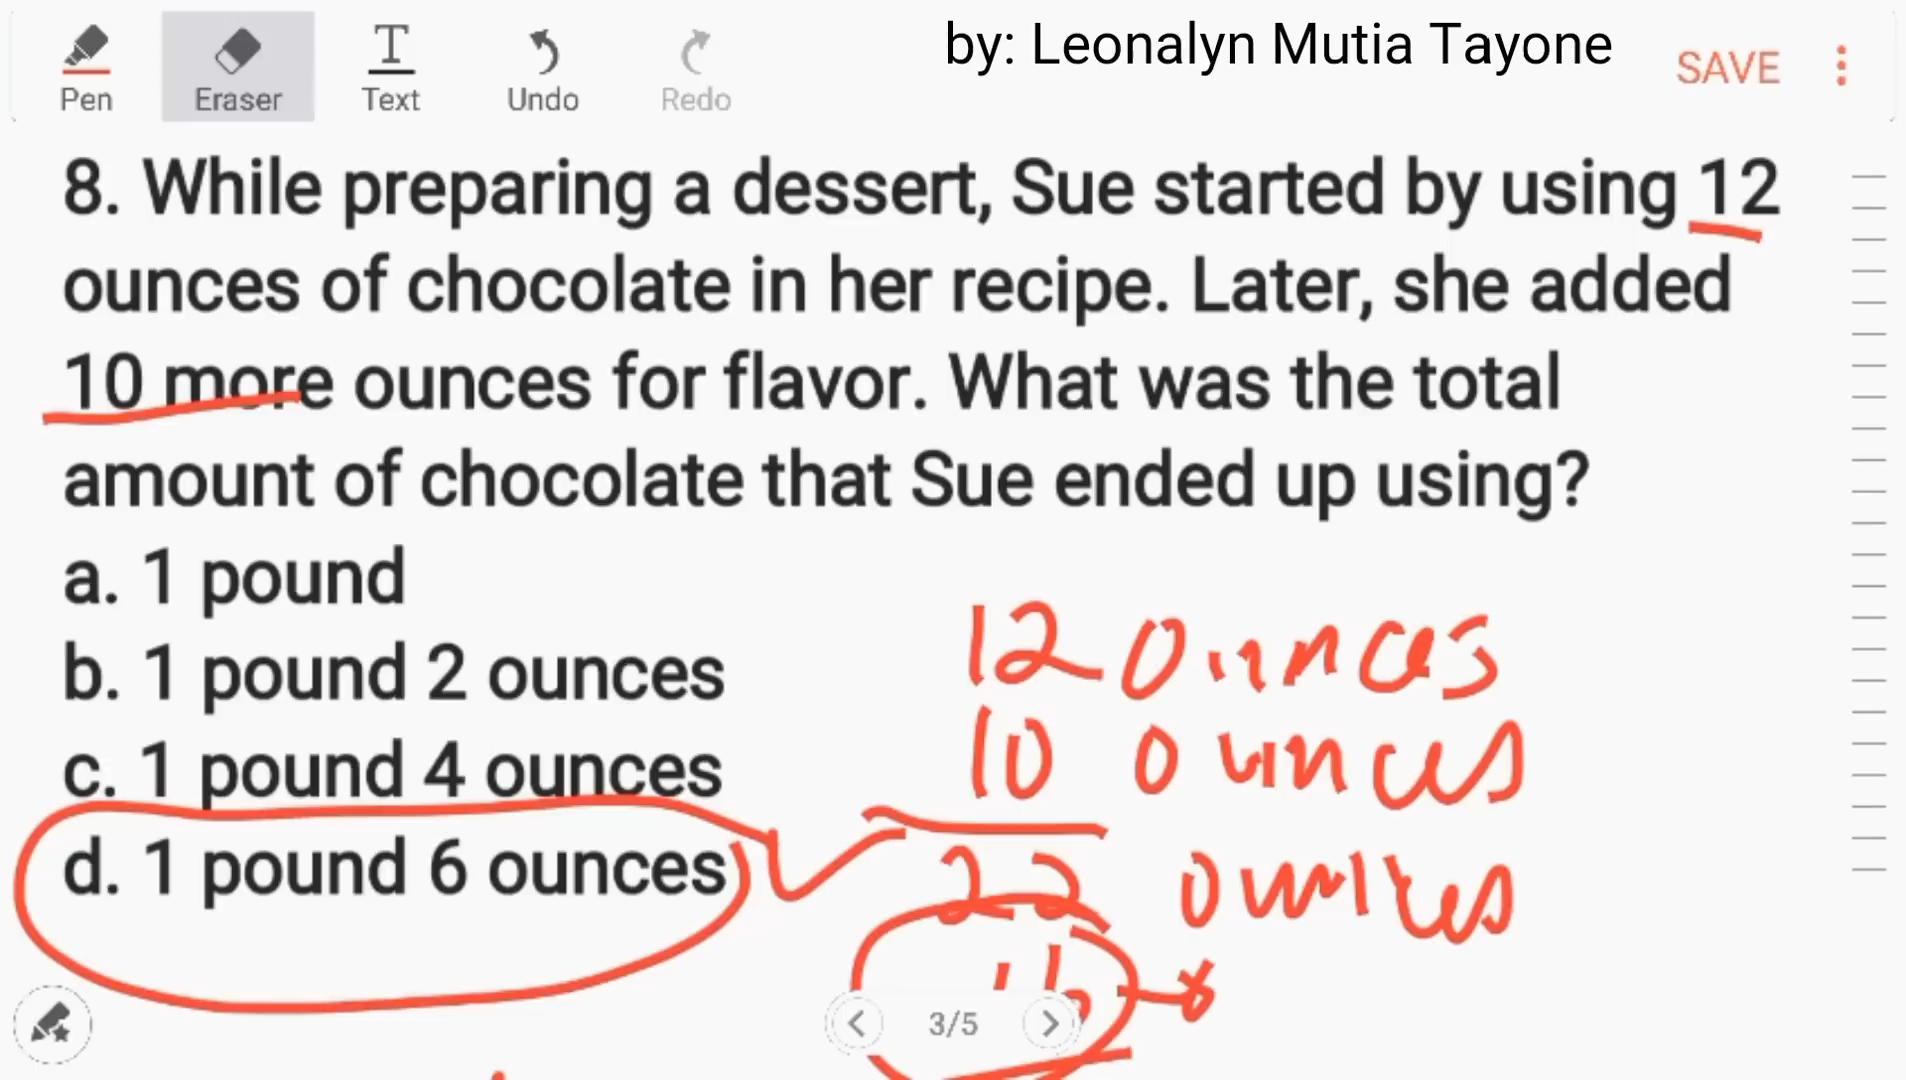 by: Leonalyn Mutia Tayone
Pen Eraser Text Undo Redo SAVE
8. While preparing a dessert, Sue started by using 12
ounces of chocolate in her recipe. Later, she added
10 more ounces for flavor. What was the total
amount of chocolate that Sue ended up using?
a. 1 pound
b. 1 pound 2 ounces
c. 1 pound 4 ounces
d. 1 pound 6 ounces
12 ounces
10 ounces
22 ounces
16
3/5